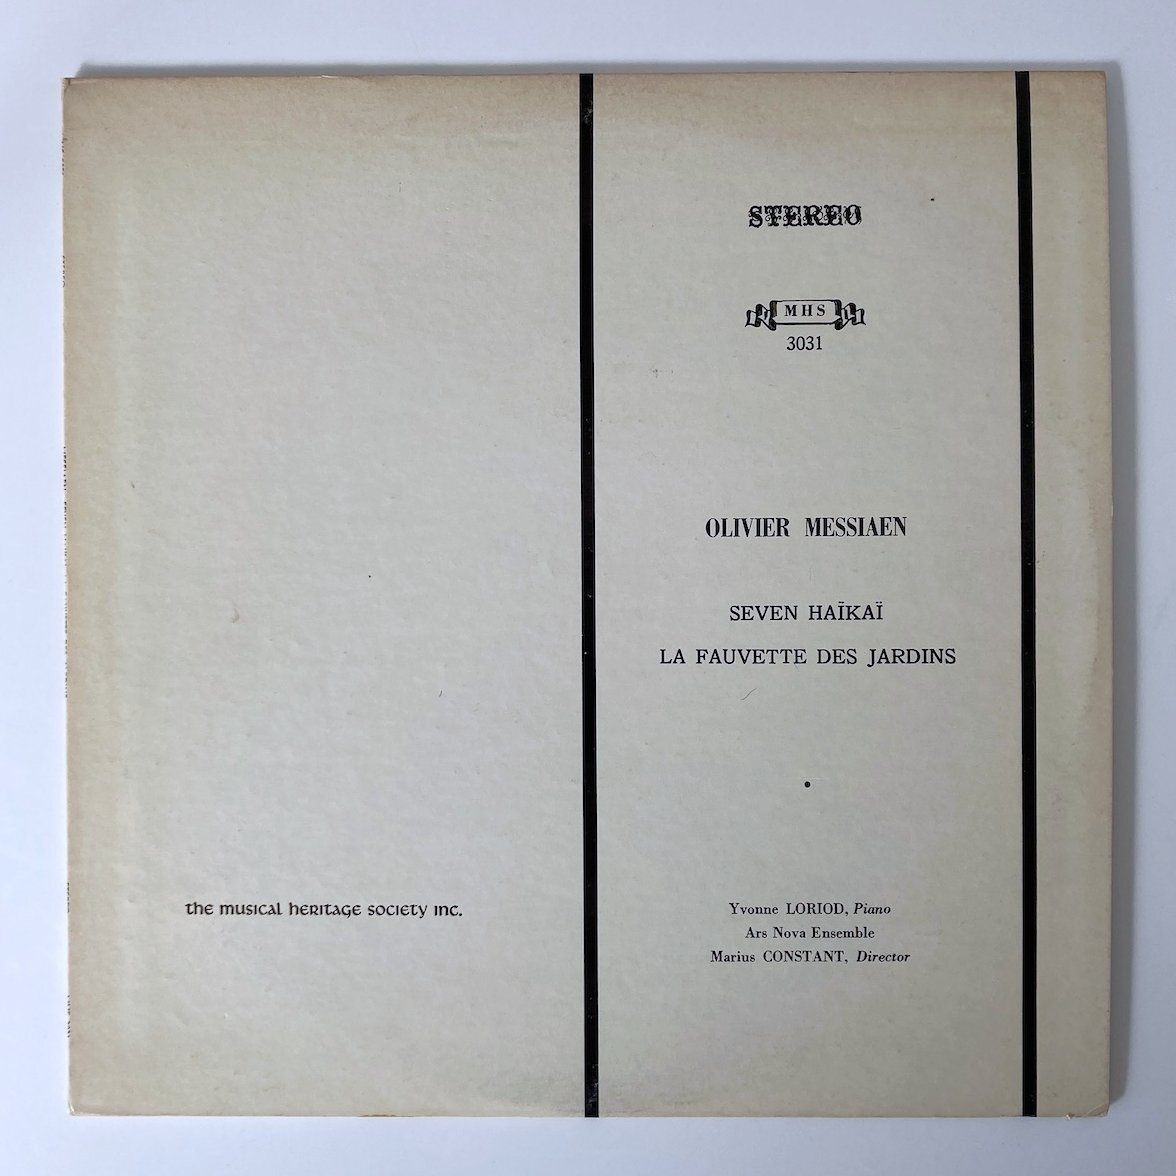 STEREO
MHS
3031
OLIVIER MESSIAEN
SEVEN HAÏKAÏ
LA FAUVETTE DES JARDINS
the musical heritage society inc.
Yvonne LORIOD, Piano
Ars Nova Ensemble
Marius CONSTANT, Director